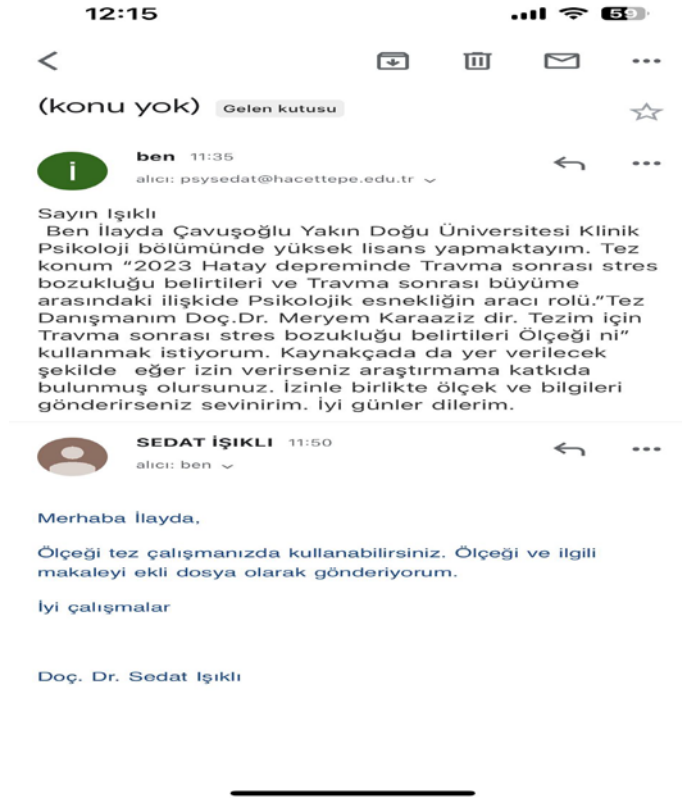 12:15
59
(konu yok) Gelen kutusu
i
ben 11:35
alıcı: psysedat@hacettepe.edu.tr
Sayın Işıklı
Ben İlayda Çavuşoğlu Yakın Doğu Üniversitesi Klinik
Psikoloji bölümünde yüksek lisans yapmaktayım. Tez
konum “2023 Hatay depreminde Travma sonrası stres
bozukluğu belirtileri ve Travma sonrası büyüme
arasındaki ilişkide Psikolojik esnekliğin aracı rolü.”Tez
Danışmanım Doç.Dr. Meryem Karaaziz dir. Tezim için
Travma sonrası stres bozukluğu belirtileri Ölçeği ni”
kullanmak istiyorum. Kaynakçada da yer verilecek
şekilde eğer izin verirseniz araştırmama katkıda
bulunmuş olursunuz. İzinle birlikte ölçek ve bilgileri
gönderirseniz sevinirim. İyi günler dilerim.
SEDAT İŞIKLI 11:50
alıcı: ben
Merhaba İlayda,
Ölçeği tez çalışmanızda kullanabilirsiniz. Ölçeği ve ilgili
makaleyi ekli dosya olarak gönderiyorum.
İyi çalışmalar
Doç. Dr. Sedat Işıklı